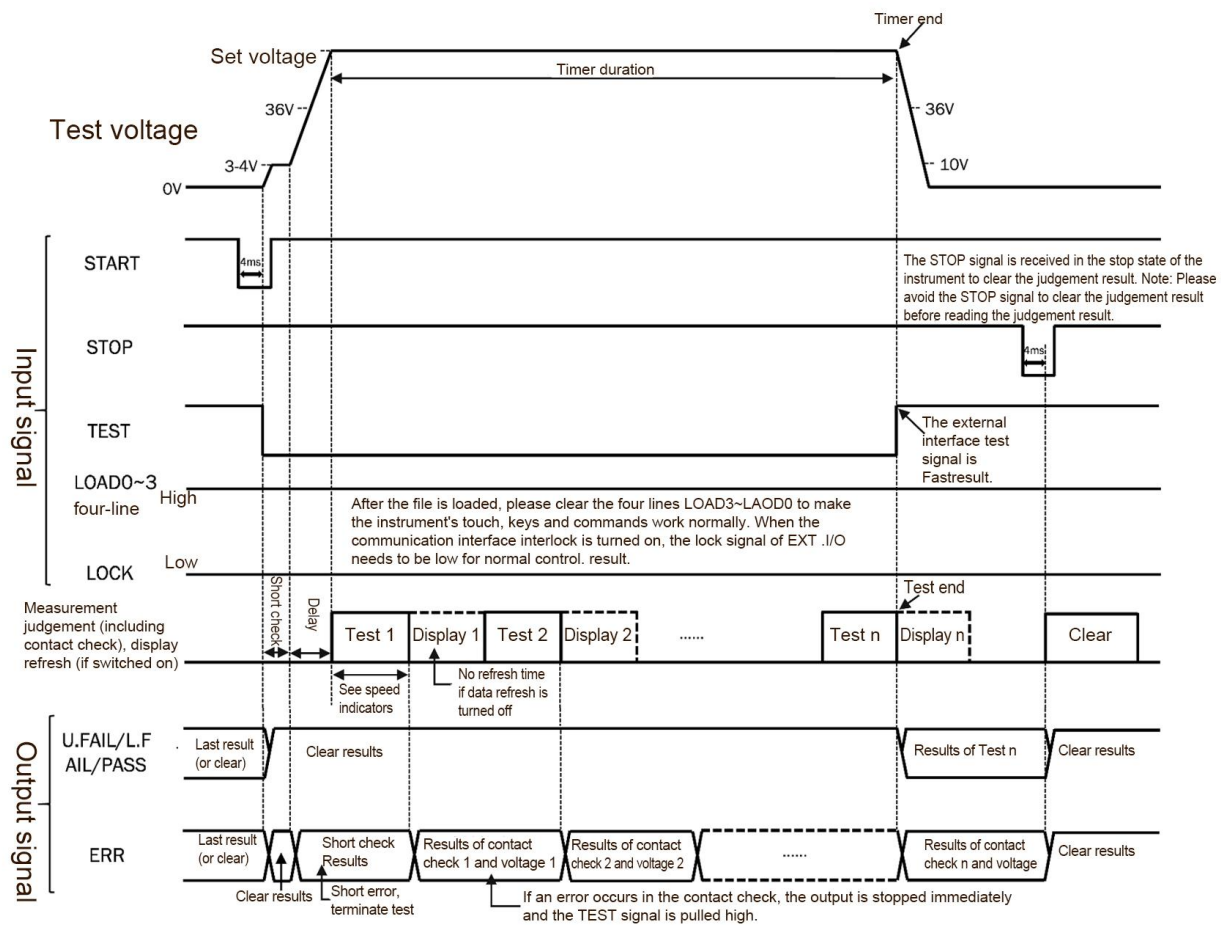 Timer end
Set voltage
Timer duration
36V
36V
Test voltage
3-4V
10V
0V
Input signal
START
4ms
The STOP signal is received in the stop state of the
instrument to clear the judgement result. Note: Please
avoid the STOP signal to clear the judgement result
before reading the judgement result.
STOP
4ms
TEST
The external
interface test
signal is
Fastresult.
LOAD0~3
four-line
High
After the file is loaded, please clear the four lines LOAD3~LAOD0 to make
the instrument's touch, keys and commands work normally. When the
communication interface interlock is turned on, the lock signal of EXT .I/O
needs to be low for normal control. result.
Low
LOCK
Short check
Delay
Test end
Measurement
judgement (including
contact check), display
refresh (if switched on)
Test 1
Display 1
Test 2
Display 2
......
Test n
Display n
Clear
See speed
indicators
No refresh time
if data refresh is
turned off
Output signal
U.FAIL/L.F
AIL/PASS
Last result
(or clear)
Clear results
Results of Test n
Clear results
ERR
Last result
(or clear)
Clear results
Short check
Results
Short error,
terminate test
Results of contact
check 1 and voltage 1
Results of contact
check 2 and voltage 2
......
Results of contact
check n and voltage
Clear results
If an error occurs in the contact check, the output is stopped immediately
and the TEST signal is pulled high.